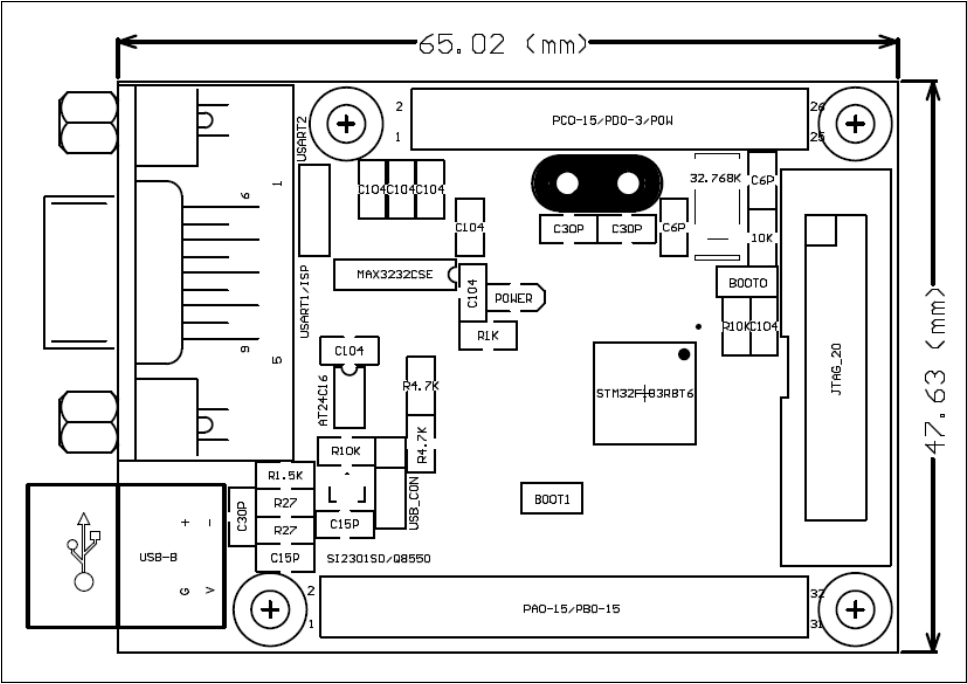 65.02 (mm)
2
1
PC0-15/PD0-3/POW
26
25
USART2
1
6
9
5
USART1/ISP
C104
C104
C104
C104
32.768K
C6P
C30P
C30P
C6P
10K
MAX3232CSE
C104
POWER
R1K
BOOT0
R10K
C104
C104
AT24C16
R4.7K
R4.7K
JTAG_20
47.63 (mm)
R10K
R1.5K
R27
R27
C30P
C15P
C15P
USB_CON
BOOT1
SI2301SD/Q8550
USB-B
+
-
G
V
2
1
PA0-15/PB0-15
32
31